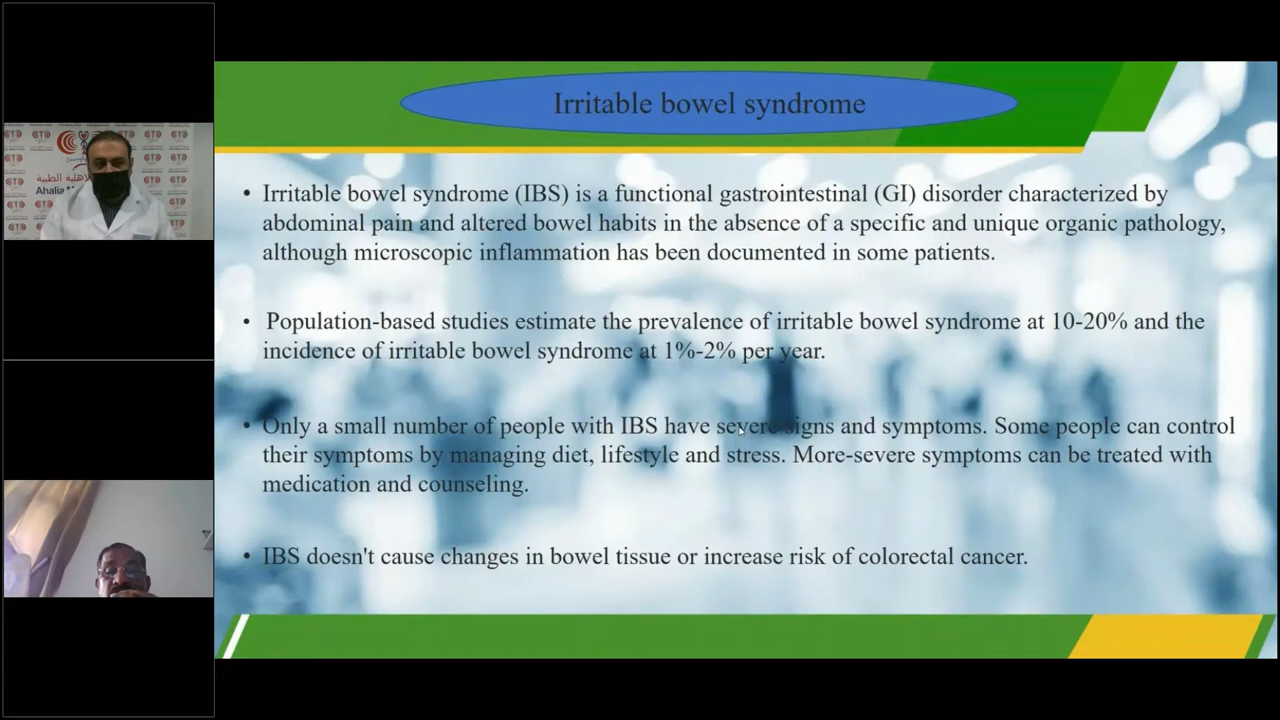 Irritable bowel syndrome
• Irritable bowel syndrome (IBS) is a functional gastrointestinal (GI) disorder characterized by
abdominal pain and altered bowel habits in the absence of a specific and unique organic pathology,
although microscopic inflammation has been documented in some patients.
• Population-based studies estimate the prevalence of irritable bowel syndrome at 10-20% and the
incidence of irritable bowel syndrome at 1%-2% per year.
• Only a small number of people with IBS have severe signs and symptoms. Some people can control
their symptoms by managing diet, lifestyle and stress. More-severe symptoms can be treated with
medication and counseling.
• IBS doesn't cause changes in bowel tissue or increase risk of colorectal cancer.
الأهلية الطبية
Ahalia